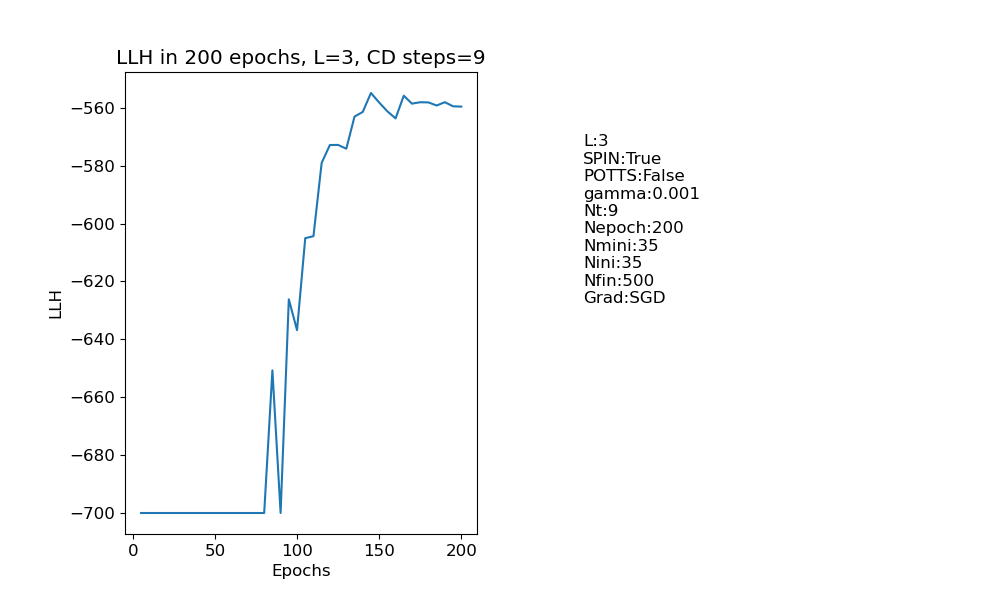 LLH in 200 epochs, L=3, CD steps=9
−560
−580
−600
−620
−640
−660
−680
−700
LLH
0 50 100 150 200
Epochs
L:3
SPIN:True
POTTS:False
gamma:0.001
Nt:9
Nepoch:200
Nmini:35
Nini:35
Nfin:500
Grad:SGD